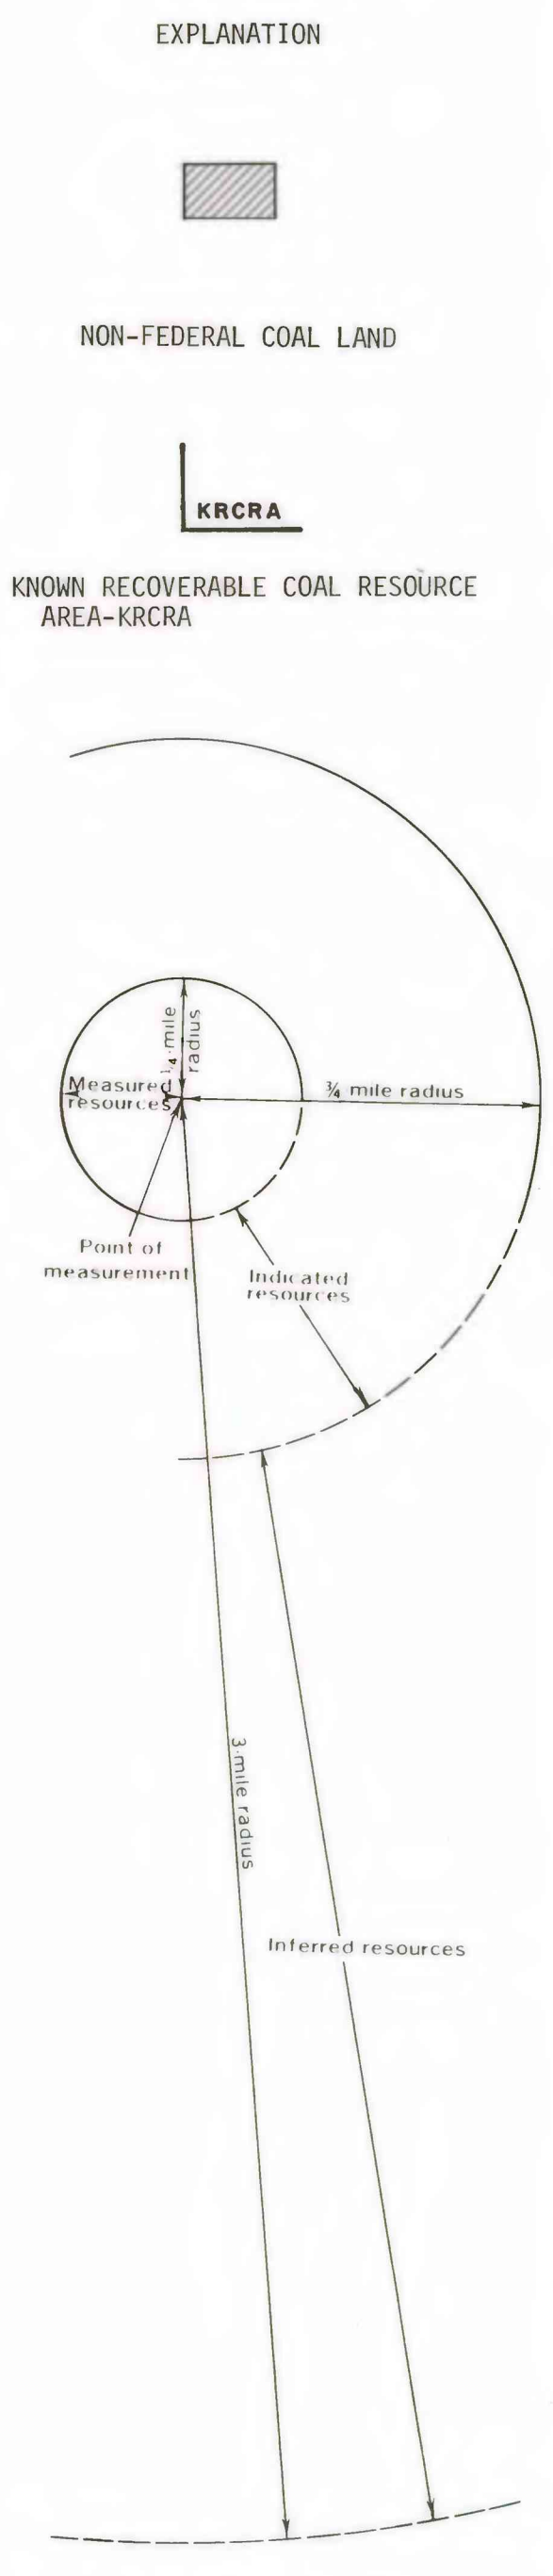 EXPLANATION
NON-FEDERAL COAL LAND
KRCRA
KNOWN RECOVERABLE COAL RESOURCE
AREA-KRCRA
1/4-mile
radius
Measured
resources
3/4 mile radius
Point of
measurement
Indicated
resources
3-mile radius
Inferred resources